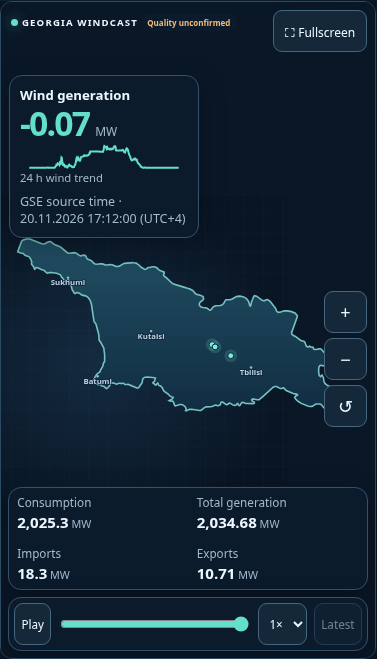 GEORGIA WINDCAST Quality unconfirmed
⛶ Fullscreen
Wind generation
-0.07 MW
24 h wind trend
GSE source time ·
20.11.2026 17:12:00 (UTC+4)
Sukhumi
Kutaisi
Tbilisi
Batumi
+
−
↺
Consumption Total generation
2,025.3 MW 2,034.68 MW
Imports Exports
18.3 MW 10.71 MW
Play 1× Latest